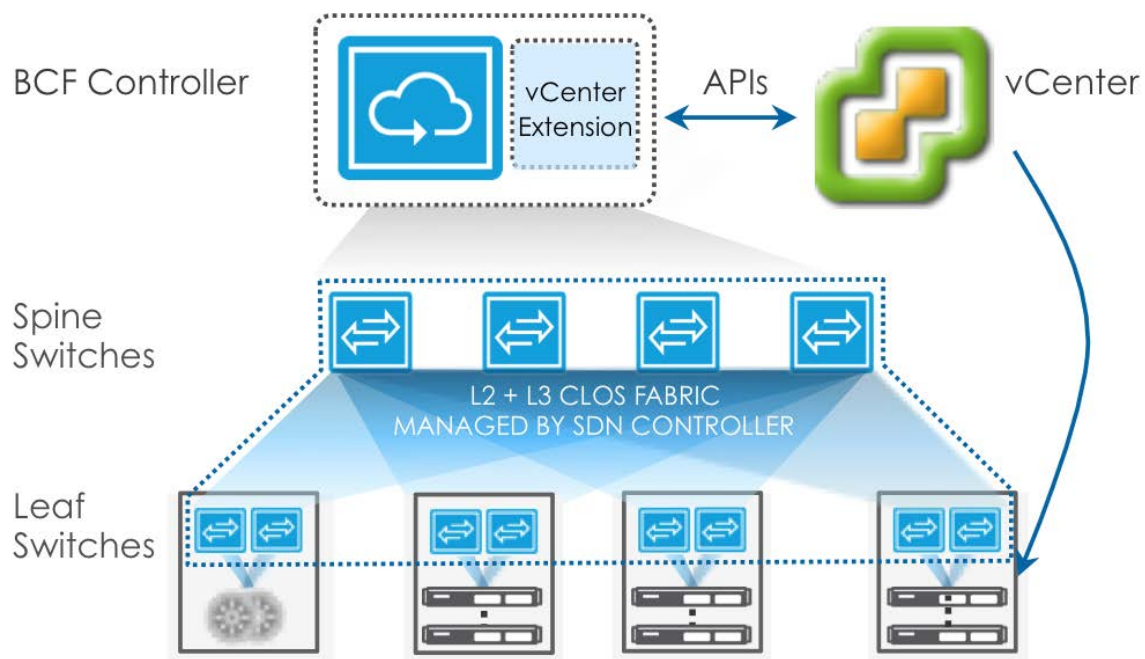 BCF Controller
vCenter
Extension
APIs
vCenter
Spine
Switches
L2 + L3 CLOS FABRIC
MANAGED BY SDN CONTROLLER
Leaf
Switches